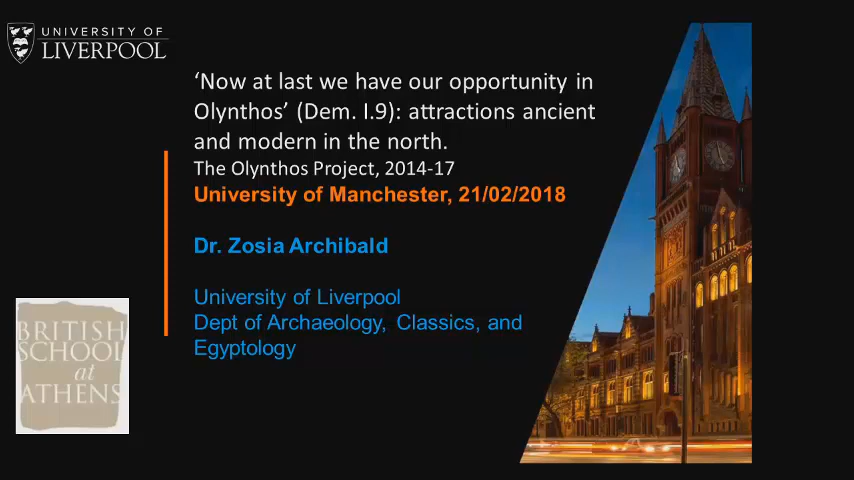 UNIVERSITY OF
LIVERPOOL
‘Now at last we have our opportunity in
Olynthos’ (Dem. I.9): attractions ancient
and modern in the north.
The Olynthos Project, 2014-17
University of Manchester, 21/02/2018
Dr. Zosia Archibald
University of Liverpool
Dept of Archaeology, Classics, and
Egyptology
BRITISH
SCHOOL
at
ATHENS